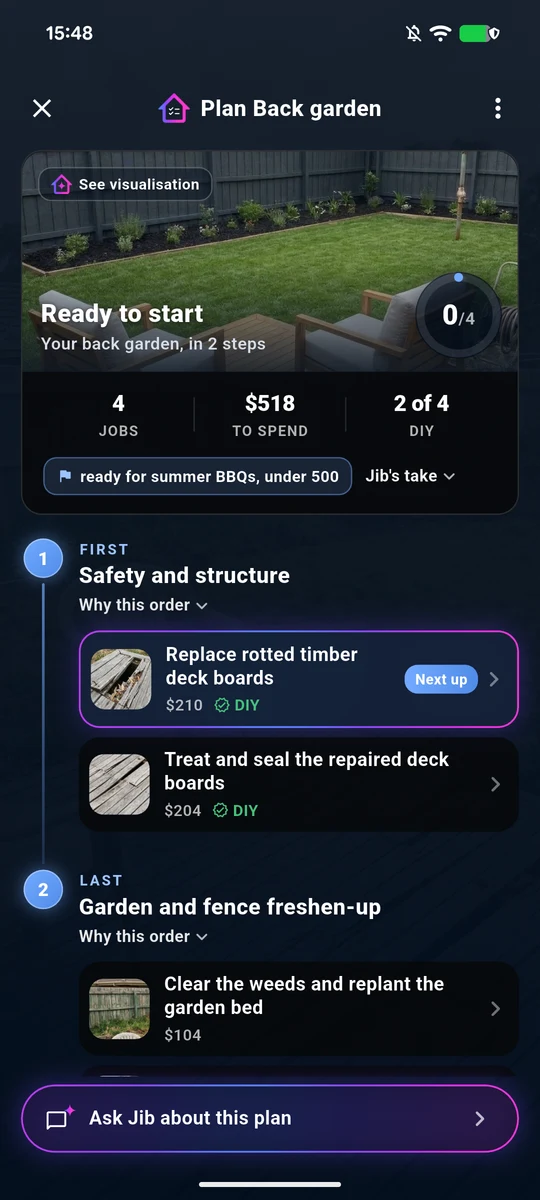 15:48
Plan Back garden
See visualisation
Ready to start
Your back garden, in 2 steps
0/4
4
JOBS
$518
TO SPEND
2 of 4
DIY
ready for summer BBQs, under 500
Jib's take
1
FIRST
Safety and structure
Why this order
Replace rotted timber
deck boards
$210
DIY
Next up
Treat and seal the repaired deck
boards
$204
DIY
2
LAST
Garden and fence freshen-up
Why this order
Clear the weeds and replant the
garden bed
$104
Ask Jib about this plan